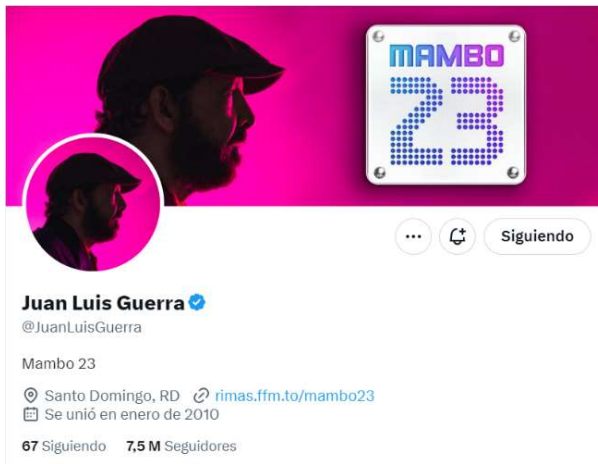 MAMBO
23
Siguiendo
Juan Luis Guerra
@JuanLuisGuerra
Mambo 23
Santo Domingo, RD rimas.ffm.to/mambo23
Se unió en enero de 2010
67 Siguiendo 7,5 M Seguidores